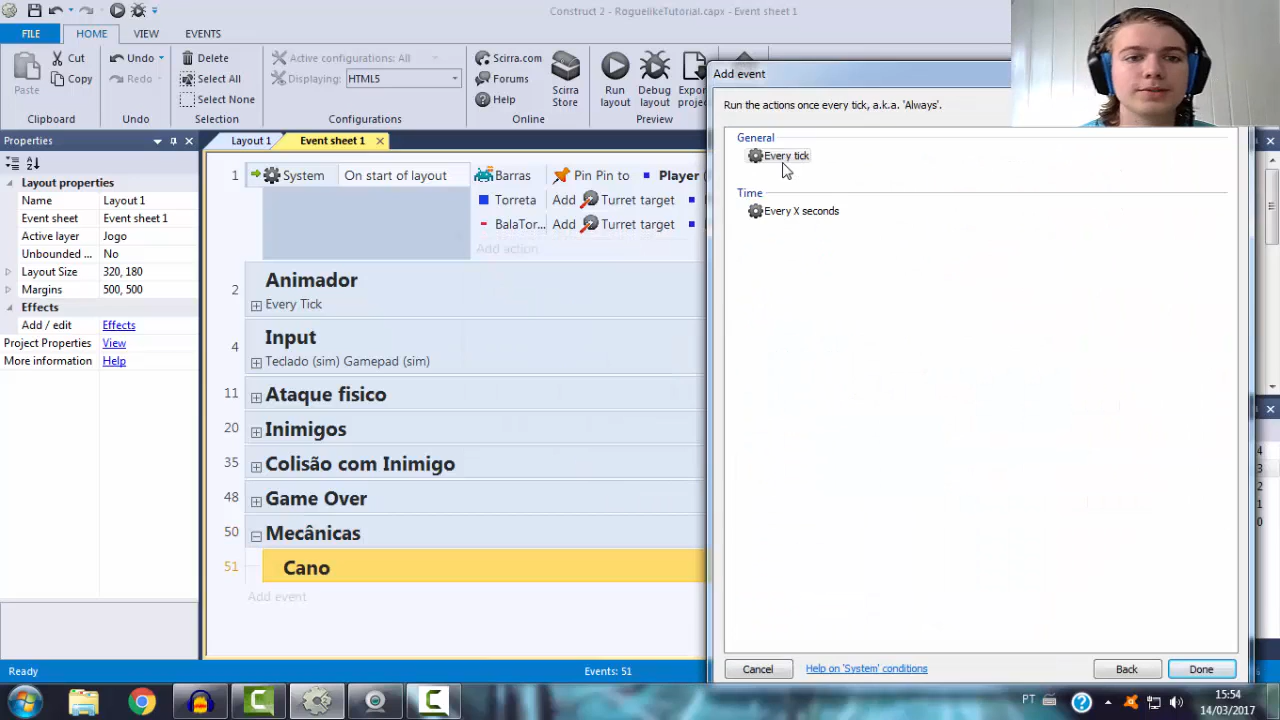 Construct 2 - RoguelikeTutorial.capx - Event sheet 1
FILE HOME VIEW EVENTS
Paste
Cut
Copy
Clipboard
Undo
Redo
Undo
Delete
Select All
Select None
Selection
Active configurations: All
Displaying: HTML5
Configurations
Scirra.com
Forums
Help
Scirra Store
Online
Run layout
Debug layout
Preview
Properties
Layout properties
Name Layout 1
Event sheet Event sheet 1
Active layer Jogo
Unbounded ... No
Layout Size 320, 180
Margins 500, 500
Effects
Add / edit Effects
Project Properties View
More information Help
Layout 1 Event sheet 1
1 System On start of layout Barras Pin Pin to Player
Torreta Add Turret target
BalaTor... Add Turret target
Add action
2 Animador
Every Tick
4 Input
Teclado (sim) Gamepad (sim)
11 Ataque fisico
20 Inimigos
35 Colisão com Inimigo
48 Game Over
50 Mecânicas
51 Cano
Add event
Add event
Run the actions once every tick, a.k.a. 'Always'.
General
Every tick
Time
Every X seconds
Cancel Help on 'System' conditions Back Done
4
3
2
1
0
Ready Events: 51
PT 15:54
14/03/2017